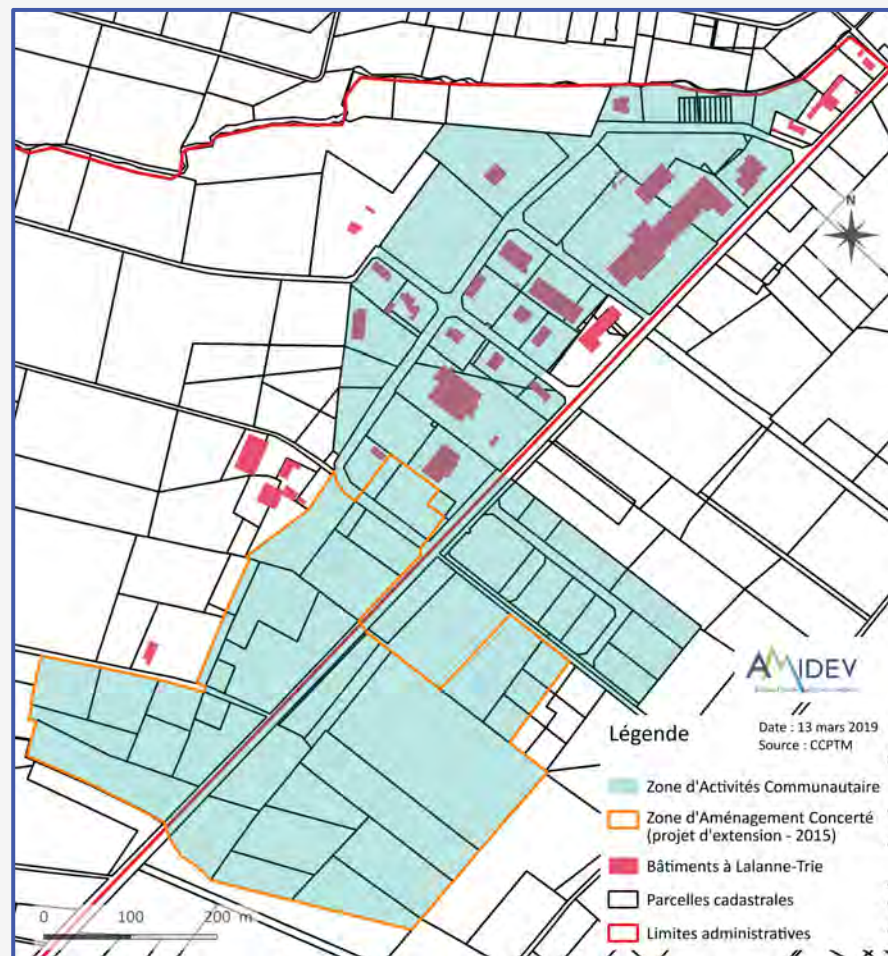 N
AMIDEV
Légende
Date : 13 mars 2019
Source : CCPTM
Zone d'Activités Communautaire
Zone d'Aménagement Concerté
(projet d'extension - 2015)
Bâtiments à Lalanne-Trie
Parcelles cadastrales
Limites administratives
0 100 200 m